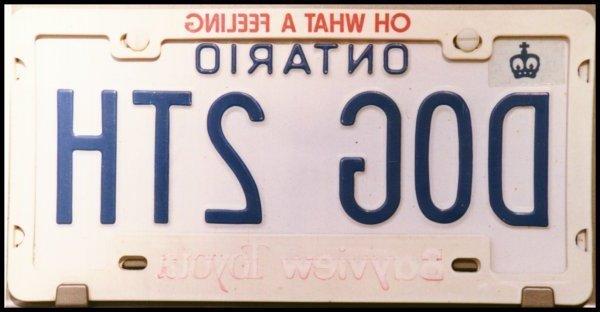 OH WHAT A FEELING
ONTARIO
DOG 2TH
Bayview Toyota